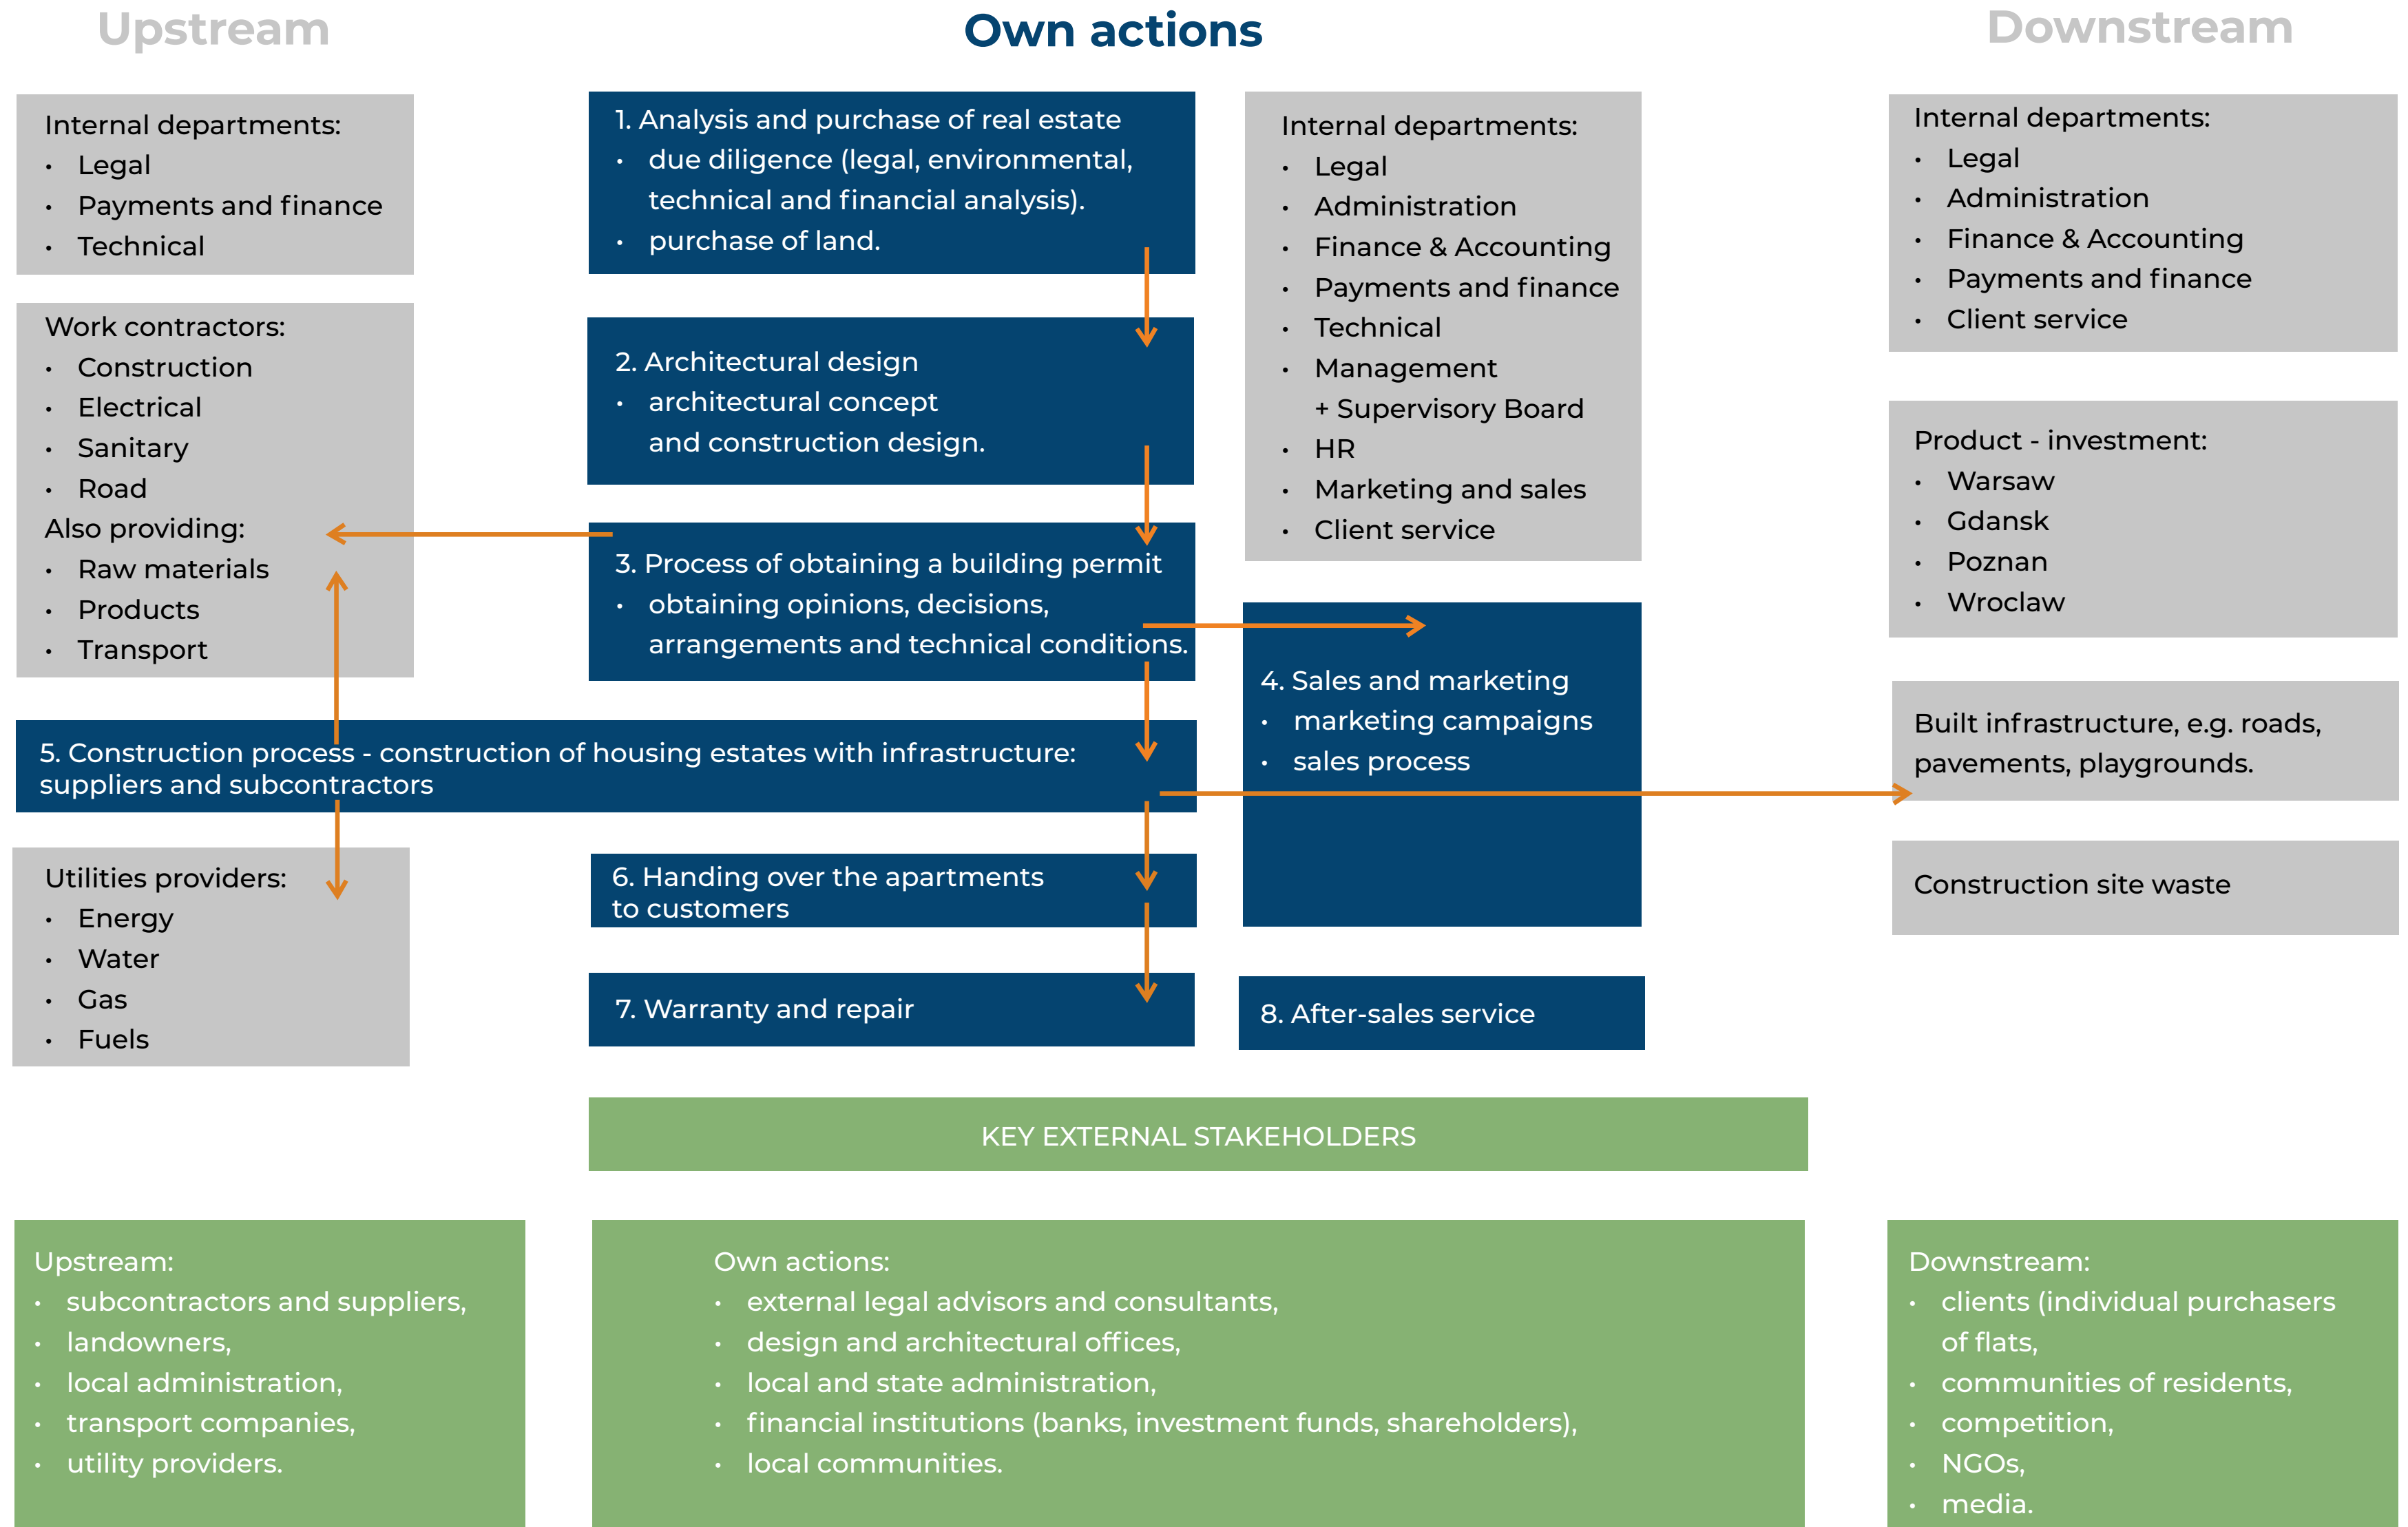 Upstream
Own actions
Downstream
Internal departments:
• Legal
• Payments and finance
• Technical
Work contractors:
• Construction
• Electrical
• Sanitary
• Road
Also providing:
• Raw materials
• Products
• Transport
1. Analysis and purchase of real estate
• due diligence (legal, environmental,
technical and financial analysis).
• purchase of land.
2. Architectural design
• architectural concept
and construction design.
3. Process of obtaining a building permit
• obtaining opinions, decisions,
arrangements and technical conditions.
Internal departments:
• Legal
• Administration
• Finance & Accounting
• Payments and finance
• Technical
• Management
+ Supervisory Board
• HR
• Marketing and sales
• Client service
4. Sales and marketing
• marketing campaigns
• sales process
5. Construction process - construction of housing estates with infrastructure:
suppliers and subcontractors
Utilities providers:
• Energy
• Water
• Gas
• Fuels
6. Handing over the apartments
to customers
7. Warranty and repair
8. After-sales service
Internal departments:
• Legal
• Administration
• Finance & Accounting
• Payments and finance
• Client service
Product - investment:
• Warsaw
• Gdansk
• Poznan
• Wroclaw
Built infrastructure, e.g. roads,
pavements, playgrounds.
Construction site waste
KEY EXTERNAL STAKEHOLDERS
Upstream:
• subcontractors and suppliers,
• landowners,
• local administration,
• transport companies,
• utility providers.
Own actions:
• external legal advisors and consultants,
• design and architectural offices,
• local and state administration,
• financial institutions (banks, investment funds, shareholders),
• local communities.
Downstream:
• clients (individual purchasers
of flats,
• communities of residents,
• competition,
• NGOs,
• media.